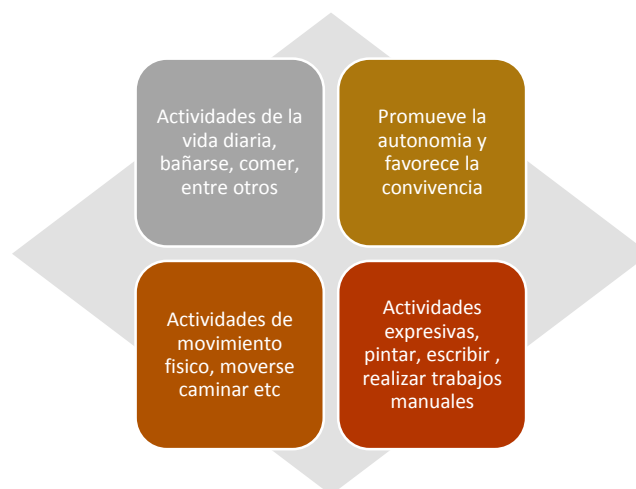 Actividades de la
vida diaria,
bañarse, comer,
entre otros
Promueve la
autonomia y
favorece la
convivencia
Actividades de
movimiento
fisico, moverse
caminar etc
Actividades
expresivas,
pintar, escribir ,
realizar trabajos
manuales